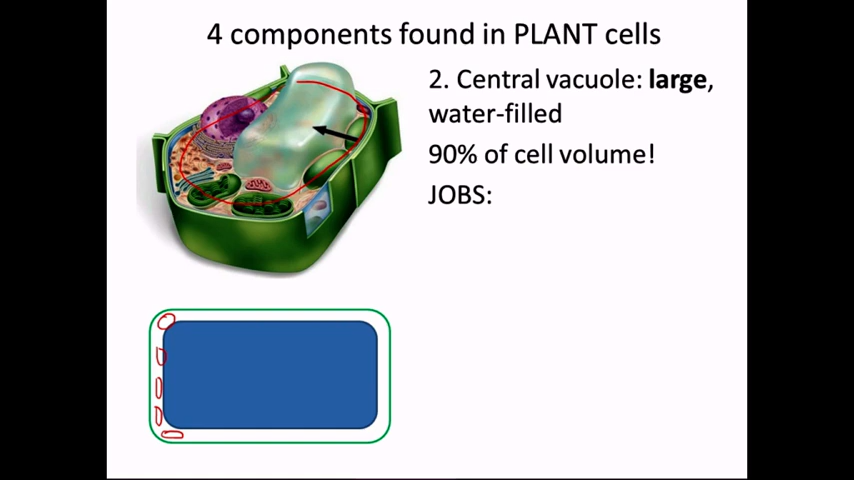 4 components found in PLANT cells
2. Central vacuole: large,
water-filled
90% of cell volume!
JOBS: